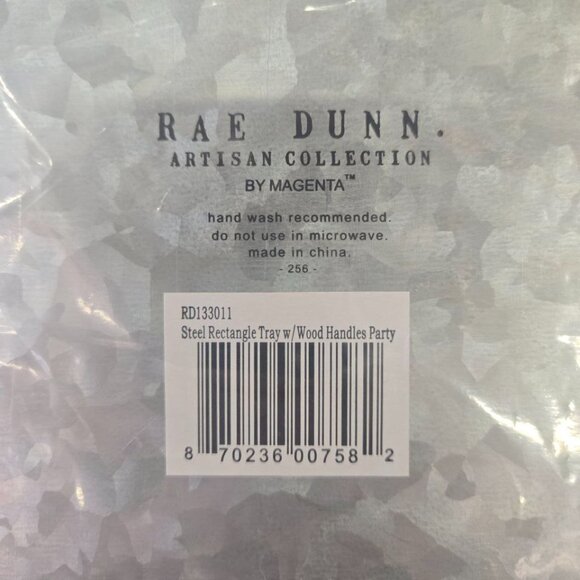 RAE DUNN.
ARTISAN COLLECTION
BY MAGENTA™
hand wash recommended.
do not use in microwave.
made in china.
- 256 -
RD133011
Steel Rectangle Tray w/Wood Handles Party
8 70236 00758 2